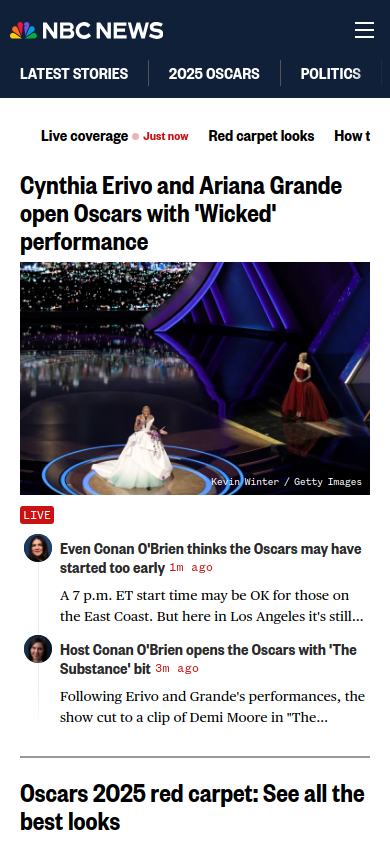 NBC NEWS
LATEST STORIES
2025 OSCARS
POLITICS
Live coverage
Just now
Red carpet looks
How t
Cynthia Erivo and Ariana Grande
open Oscars with 'Wicked'
performance
Kevin Winter / Getty Images
LIVE
Even Conan O'Brien thinks the Oscars may have
started too early 1m ago
A 7 p.m. ET start time may be OK for those on
the East Coast. But here in Los Angeles it's still...
Host Conan O'Brien opens the Oscars with 'The
Substance' bit 3m ago
Following Erivo and Grande's performances, the
show cut to a clip of Demi Moore in "The...
Oscars 2025 red carpet: See all the
best looks